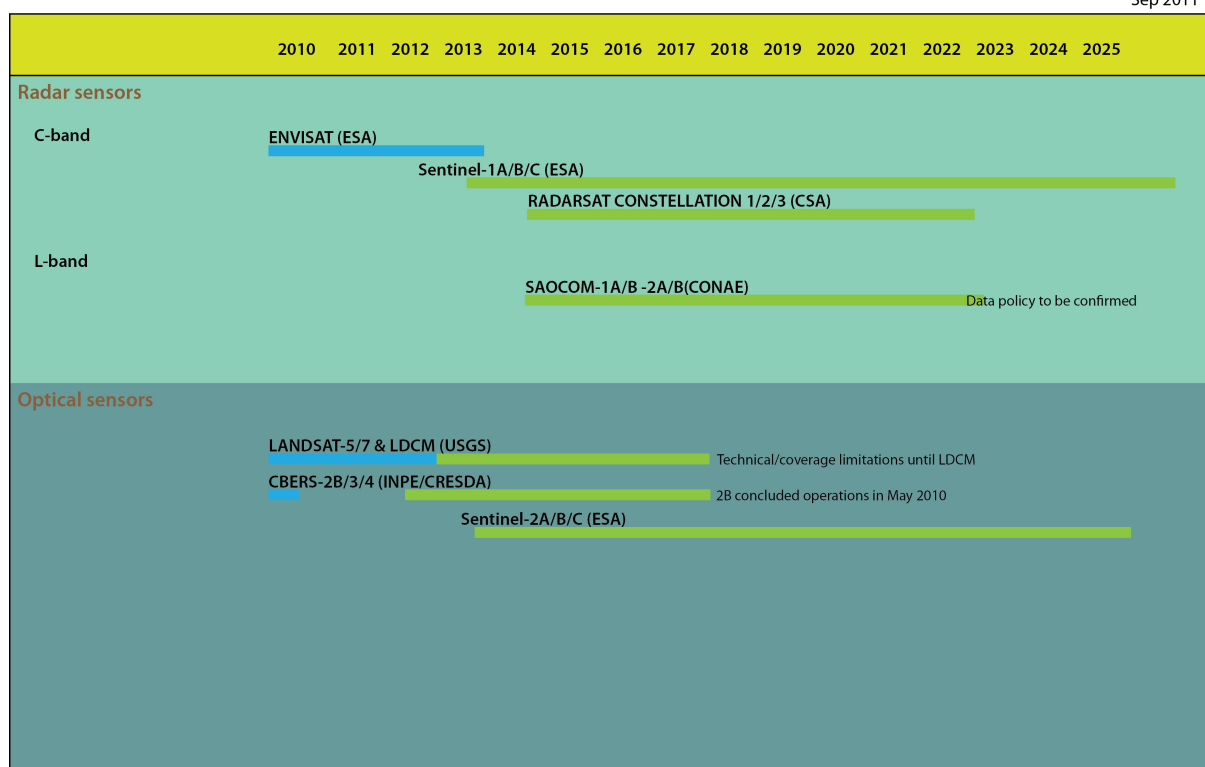 Sep 2011
2010 2011 2012 2013 2014 2015 2016 2017 2018 2019 2020 2021 2022 2023 2024 2025
Radar sensors
C-band
ENVISAT (ESA)
Sentinel-1A/B/C (ESA)
RADARSAT CONSTELLATION 1/2/3 (CSA)
L-band
SAOCOM-1A/B -2A/B(CONAE)
Data policy to be confirmed
Optical sensors
LANDSAT-5/7 & LDCM (USGS)
Technical/coverage limitations until LDCM
CBERS-2B/3/4 (INPE/CRESDA)
2B concluded operations in May 2010
Sentinel-2A/B/C (ESA)